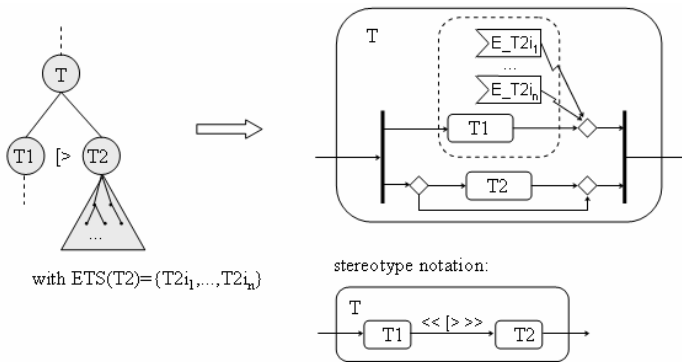 T
T1 [> T2
...
with ETS(T2)={T2i₁,...,T2iₙ}
T
E_T2i₁
...
E_T2iₙ
T1
T2
stereotype notation:
T
T1 << [> >> T2